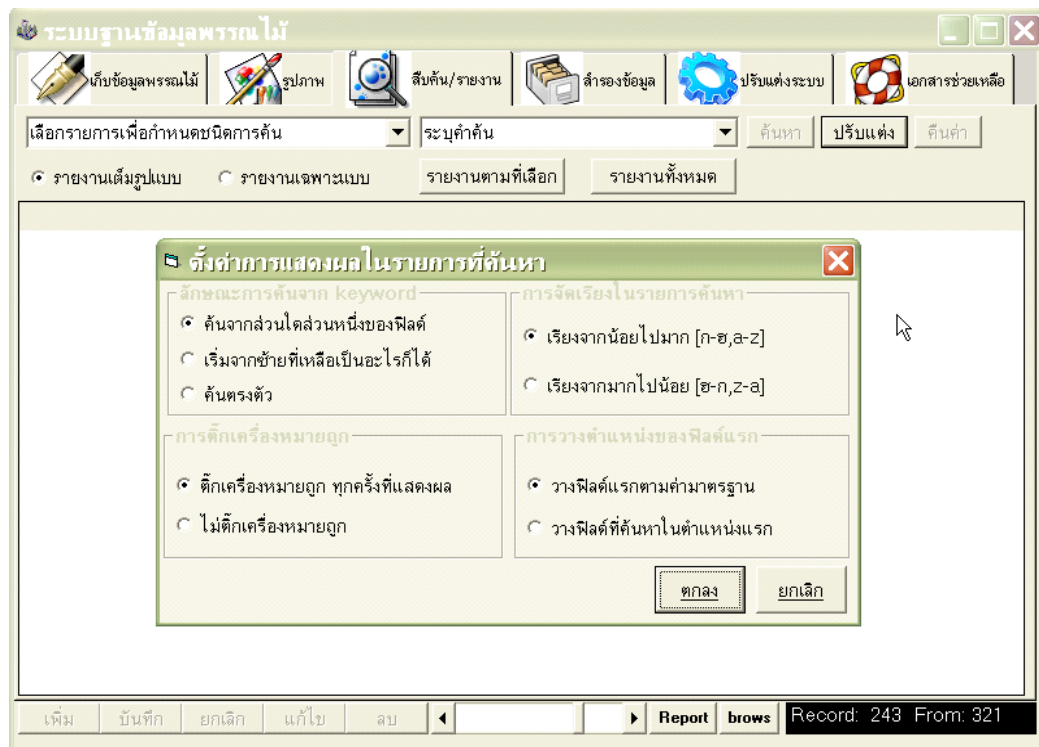 ระบบฐานข้อมูลพรรณไม้
เก็บข้อมูลพรรณไม้ รูปภาพ สืบค้น/รายงาน สำรองข้อมูล ปรับแต่งระบบ เอกสารช่วยเหลือ
เลือกรายการเพื่อกำหนดชนิดการค้น ระบุคำค้น ค้นหา ปรับแต่ง คืนค่า
รายงานเต็มรูปแบบ รายงานเฉพาะแบบ รายงานตามที่เลือก รายงานทั้งหมด
ตั้งค่าการแสดงผลในรายการที่ค้นหา
ลักษณะการค้นจาก keyword
ค้นจากส่วนใดส่วนหนึ่งของฟิลด์
เริ่มจากซ้ายที่เหลือเป็นอะไรก็ได้
ค้นตรงตัว
การจัดเรียงในรายการค้นหา
เรียงจากน้อยไปมาก [ก-ฮ,a-z]
เรียงจากมากไปน้อย [ฮ-ก,z-a]
การติ๊กเครื่องหมายถูก
ติ๊กเครื่องหมายถูก ทุกครั้งที่แสดงผล
ไม่ติ๊กเครื่องหมายถูก
การวางตำแหน่งของฟิลด์แรก
วางฟิลด์แรกตามค่ามาตรฐาน
วางฟิลด์ที่ค้นหาในตำแหน่งแรก
ตกลง ยกเลิก
เพิ่ม บันทึก ยกเลิก แก้ไข ลบ Report brows Record: 243 From: 321